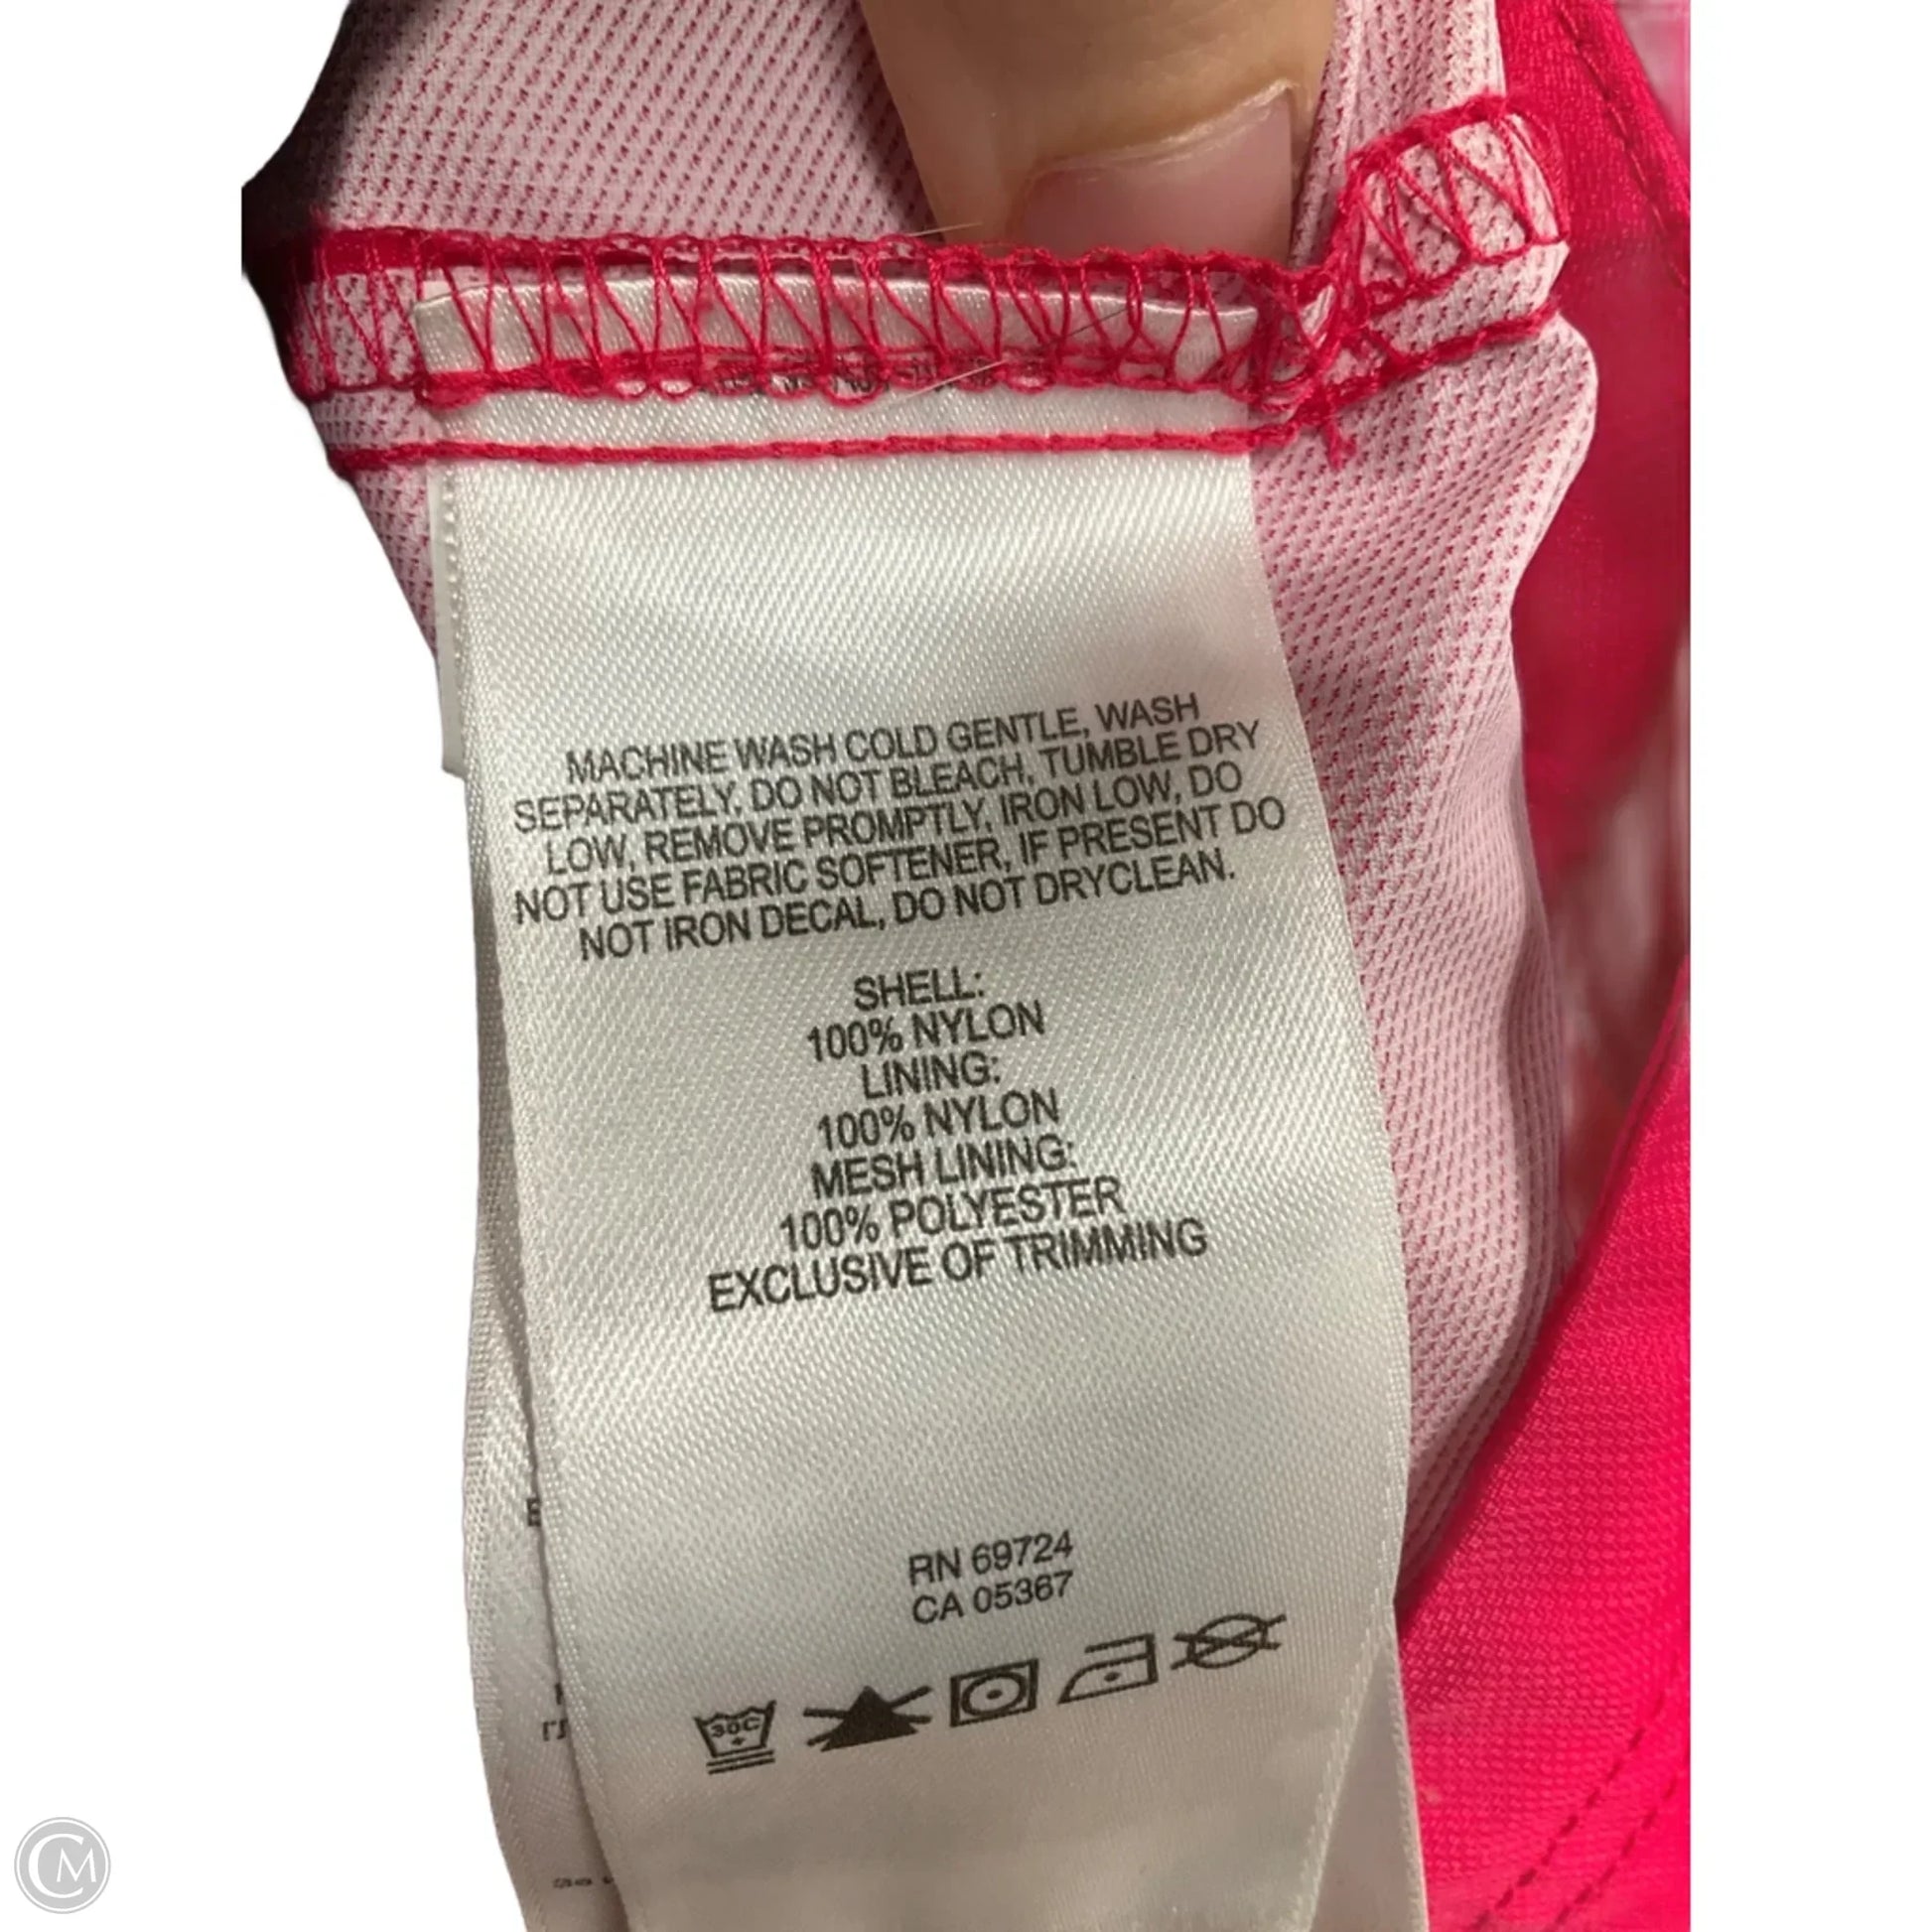 MACHINE WASH COLD GENTLE, WASH
SEPARATELY, DO NOT BLEACH, TUMBLE DRY
LOW, REMOVE PROMPTLY, IRON LOW, DO
NOT USE FABRIC SOFTENER, IF PRESENT DO
NOT IRON DECAL, DO NOT DRYCLEAN.
SHELL:
100% NYLON
LINING:
100% NYLON
MESH LINING:
100% POLYESTER
EXCLUSIVE OF TRIMMING
RN 69724
CA 05367
30C
CM